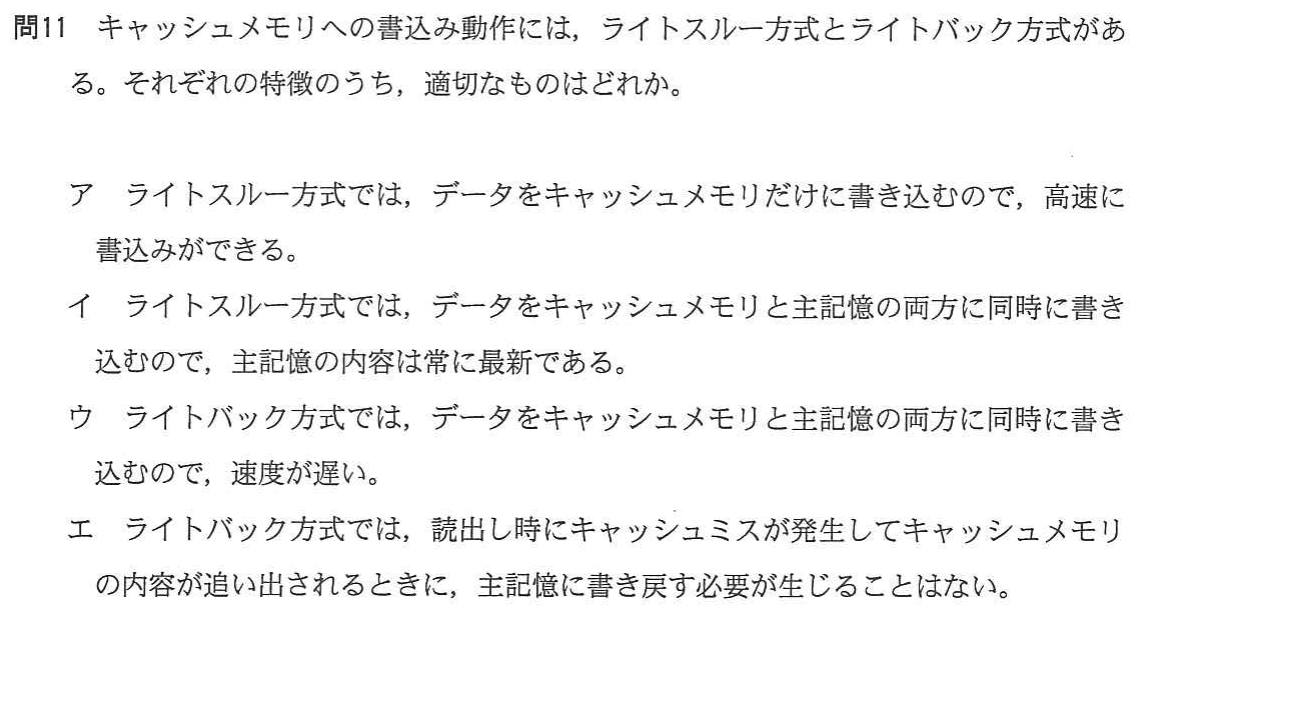 問11 キャッシュメモリへの書込み動作には，ライトスルー方式とライトバック方式があ
る。それぞれの特徴のうち，適切なものはどれか。
ア ライトスルー方式では，データをキャッシュメモリだけに書き込むので，高速に
書込みができる。
イ ライトスルー方式では，データをキャッシュメモリと主記憶の両方に同時に書き
込むので，主記憶の内容は常に最新である。
ウ ライトバック方式では，データをキャッシュメモリと主記憶の両方に同時に書き
込むので，速度が遅い。
エ ライトバック方式では，読出し時にキャッシュミスが発生してキャッシュメモリ
の内容が追い出されるときに，主記憶に書き戻す必要が生じることはない。